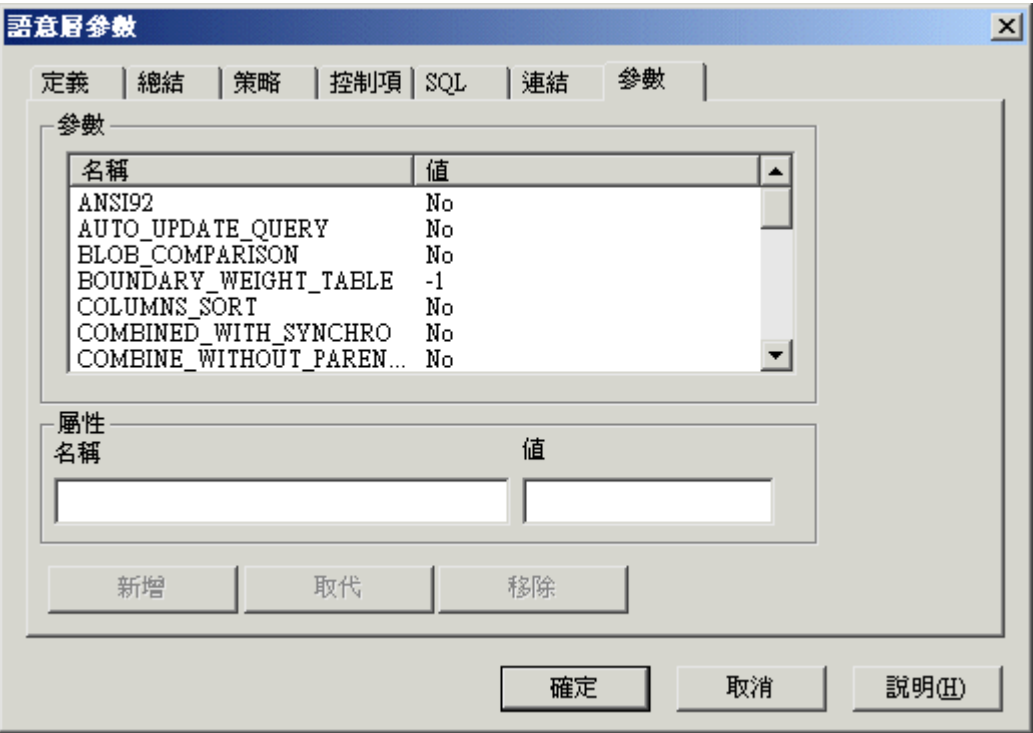 語意層參數
定義 總結 策略 控制項 SQL 連結 參數
參數
名稱 值
ANSI92 No
AUTO_UPDATE_QUERY No
BLOB_COMPARISON No
BOUNDARY_WEIGHT_TABLE -1
COLUMNS_SORT No
COMBINED_WITH_SYNCHRO No
COMBINE_WITHOUT_PAREN... No
屬性
名稱 值
新增 取代 移除
確定 取消 說明(H)